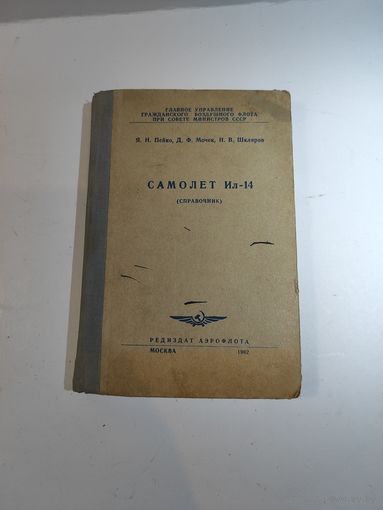 ГЛАВНОЕ УПРАВЛЕНИЕ
ГРАЖДАНСКОГО ВОЗДУШНОГО ФЛОТА
ПРИ СОВЕТЕ МИНИСТРОВ СССР
Я. И. Пейко, Д. Ф. Мочек, Н. В. Шкляров
САМОЛЕТ Ил-14
(СПРАВОЧНИК)
РЕДИЗДАТ АЭРОФЛОТА
МОСКВА 1962